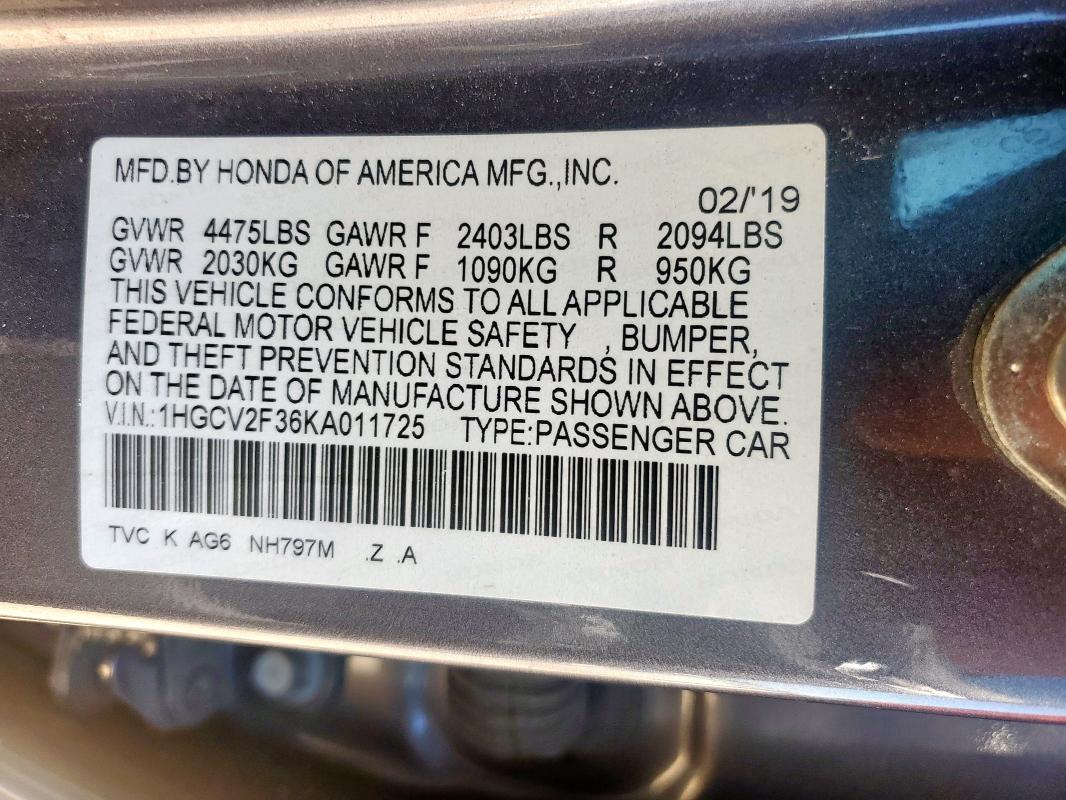 MFD.BY HONDA OF AMERICA MFG.,INC.
02/'19
GVWR 4475LBS GAWR F 2403LBS R 2094LBS
GVWR 2030KG GAWR F 1090KG R 950KG
THIS VEHICLE CONFORMS TO ALL APPLICABLE
FEDERAL MOTOR VEHICLE SAFETY , BUMPER,
AND THEFT PREVENTION STANDARDS IN EFFECT
ON THE DATE OF MANUFACTURE SHOWN ABOVE.
V.I.N.:1HGCV2F36KA011725 TYPE:PASSENGER CAR
TVC K AG6 NH797M .Z .A